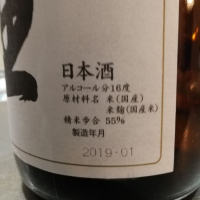 日本酒
アルコール分16度
原材料名 米(国産)
米麹(国産米)
精米歩合 55%
製造年月
2019-01